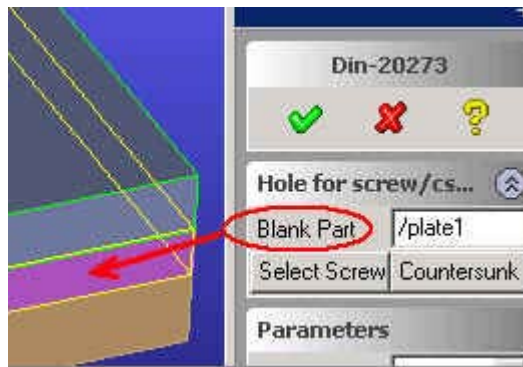 Din-20273
Hole for screw/cs...
Blank Part /plate1
Select Screw Countersunk
Parameters